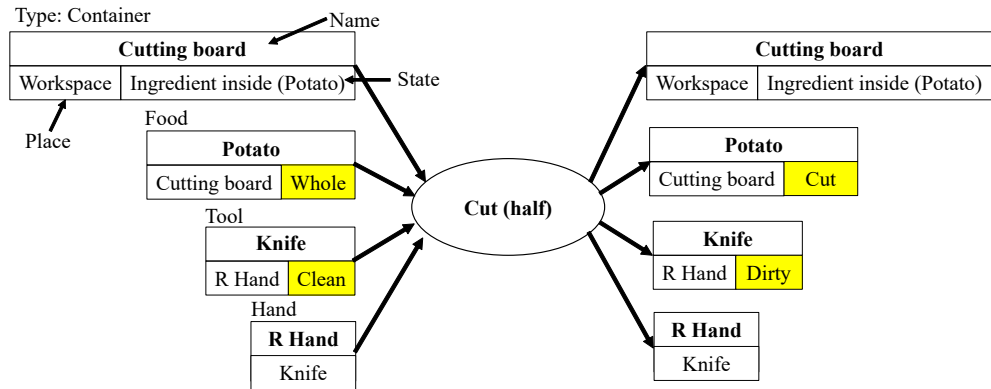 Type: Container
Name
Cutting board
Workspace
Ingredient inside (Potato)
State
Place
Food
Potato
Cutting board
Whole
Tool
Knife
R Hand
Clean
Hand
R Hand
Knife
Cut (half)
Cutting board
Workspace
Ingredient inside (Potato)
Potato
Cutting board
Cut
Knife
R Hand
Dirty
R Hand
Knife